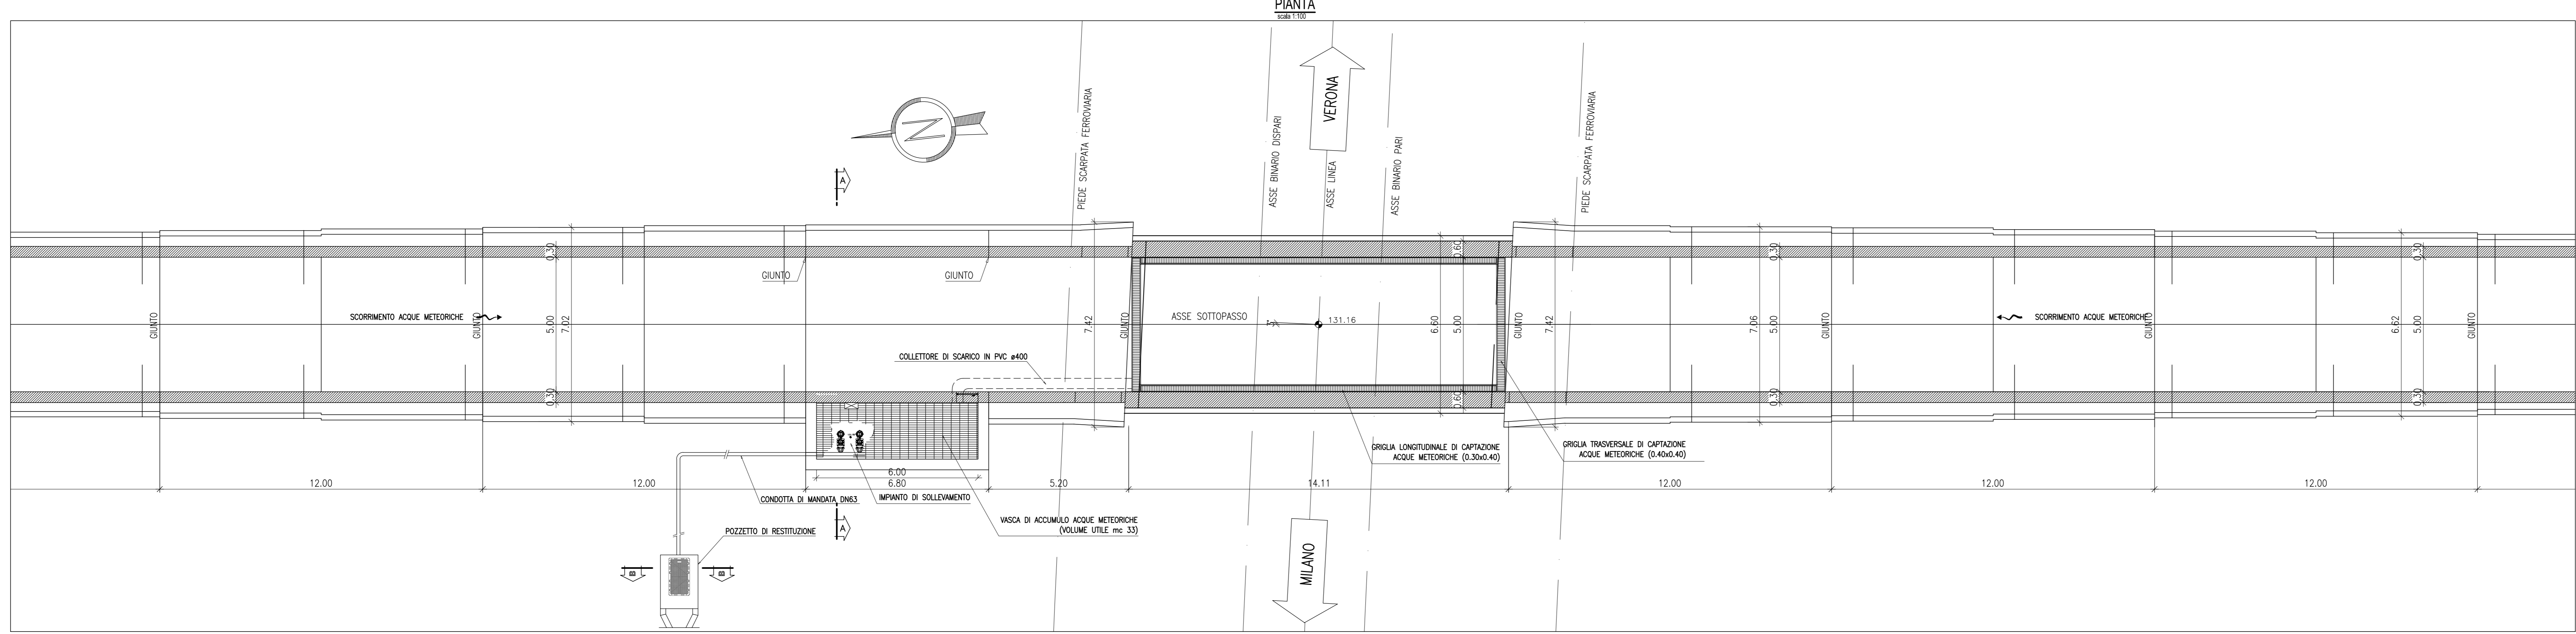 PIANTA
scala 1:100
VERONA
PIEDE SCARPATA FERROVIARIA
ASSE BINARIO DISPARI
ASSE LINEA
ASSE BINARIO PARI
PIEDE SCARPATA FERROVIARIA
N
A
0.30
0.60
0.30
0.30
GIUNTO
GIUNTO
GIUNTO
SCORRIMENTO ACQUE METEORICHE
GIUNTO
5.00
7.02
7.42
GIUNTO
ASSE SOTTOPASSO
131.16
6.60
5.00
GIUNTO
7.42
7.06
5.00
GIUNTO
SCORRIMENTO ACQUE METEORICHE
GIUNTO
6.62
5.00
GIUNTO
COLLETTORE DI SCARICO IN PVC ø400
0.30
0.60
0.30
0.30
GRIGLIA LONGITUDINALE DI CAPTAZIONE
ACQUE METEORICHE (0.30x0.40)
GRIGLIA TRASVERSALE DI CAPTAZIONE
ACQUE METEORICHE (0.40x0.40)
6.00
12.00
12.00
6.80
5.20
14.11
12.00
12.00
12.00
CONDOTTA DI MANDATA DN63
IMPIANTO DI SOLLEVAMENTO
VASCA DI ACCUMULO ACQUE METEORICHE
(VOLUME UTILE mc 33)
A
POZZETTO DI RESTITUZIONE
B
B
MILANO